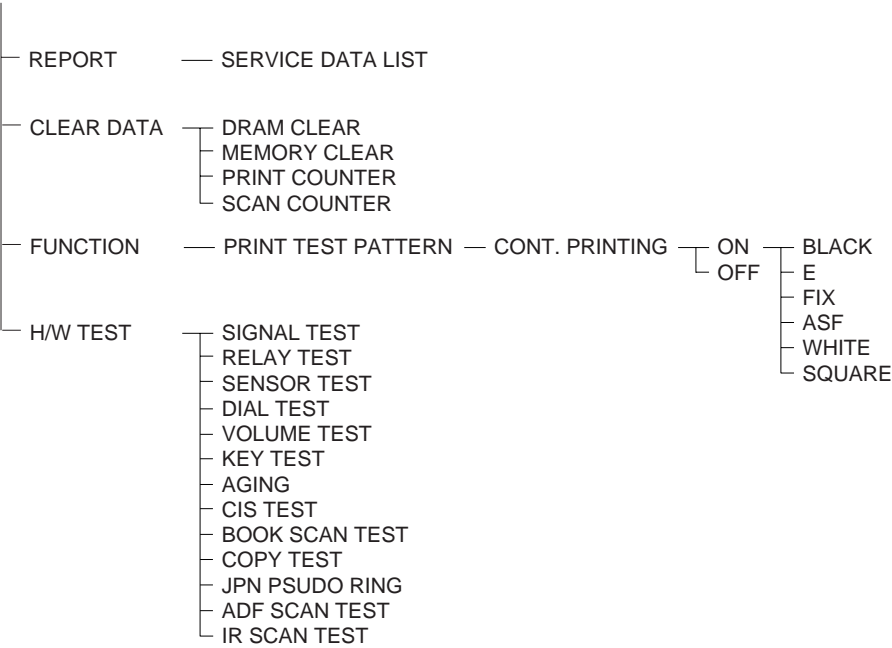 REPORT SERVICE DATA LIST
CLEAR DATA DRAM CLEAR
MEMORY CLEAR
PRINT COUNTER
SCAN COUNTER
FUNCTION PRINT TEST PATTERN CONT. PRINTING ON BLACK
OFF E
FIX
ASF
WHITE
SQUARE
H/W TEST SIGNAL TEST
RELAY TEST
SENSOR TEST
DIAL TEST
VOLUME TEST
KEY TEST
AGING
CIS TEST
BOOK SCAN TEST
COPY TEST
JPN PSUDO RING
ADF SCAN TEST
IR SCAN TEST